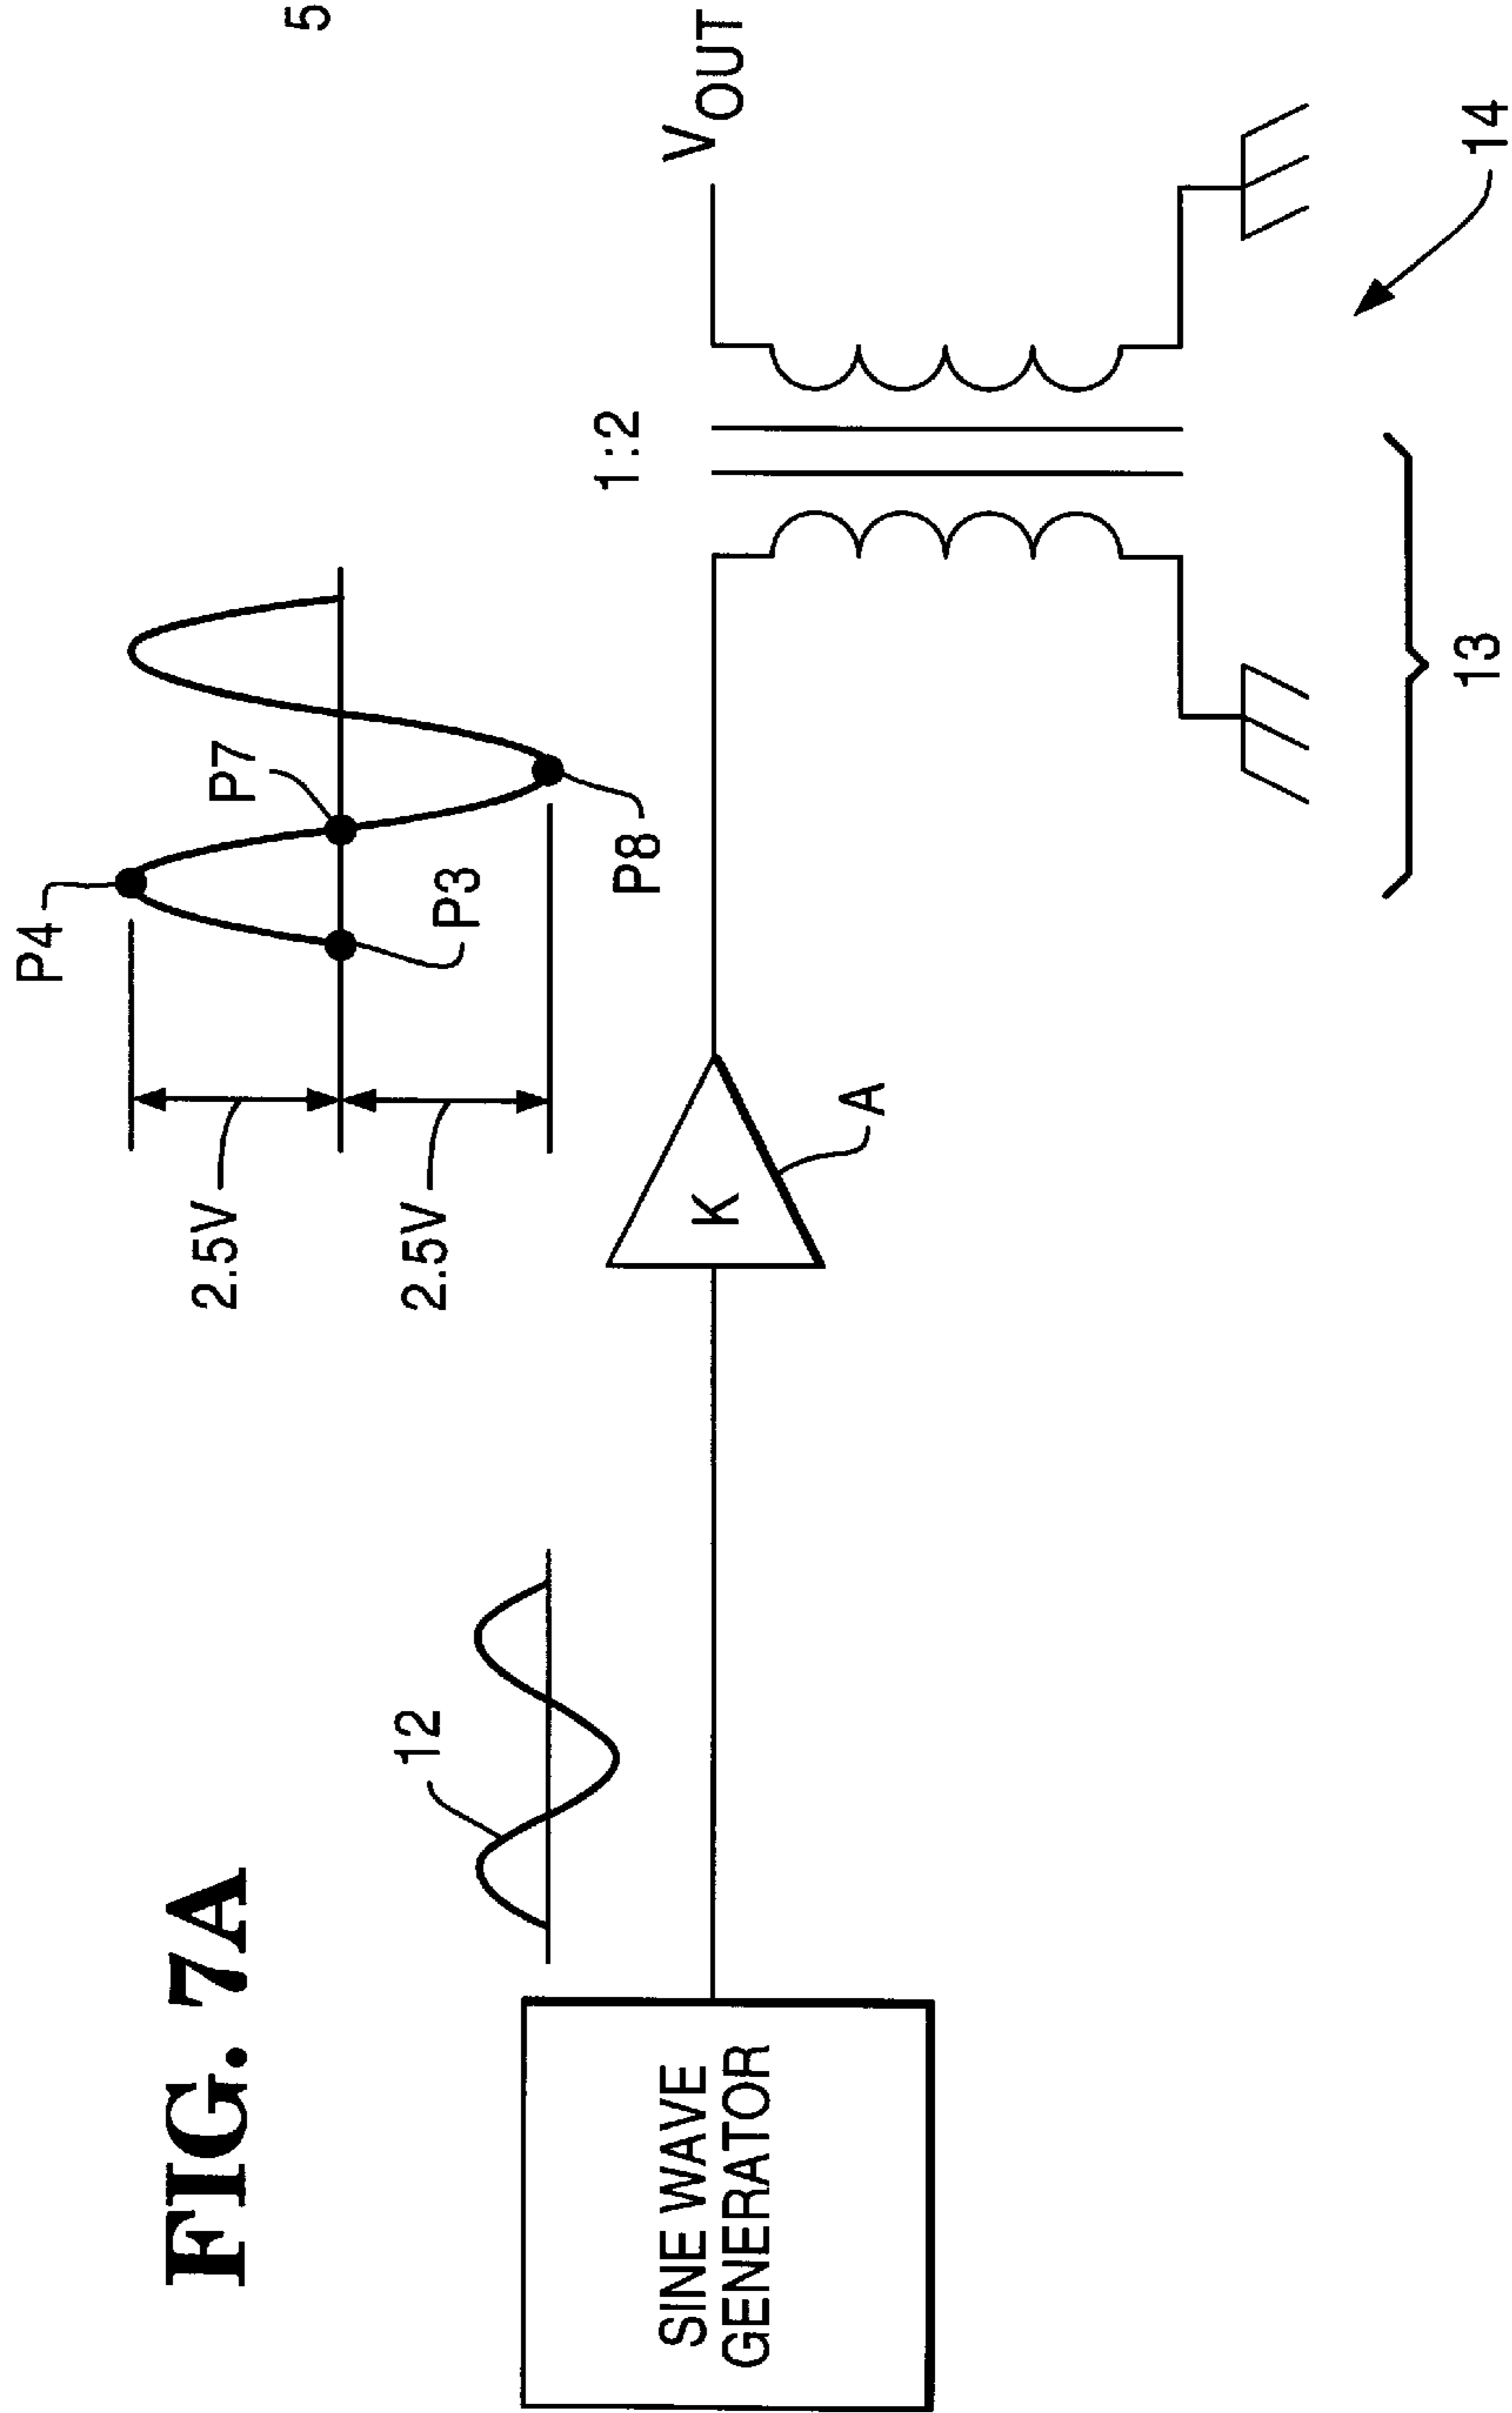 FIG. 7A
5
P4
P7
P3
P8
2.5V
2.5V
12
1:2
V_OUT
SINE WAVE
GENERATOR
K
A
13
14